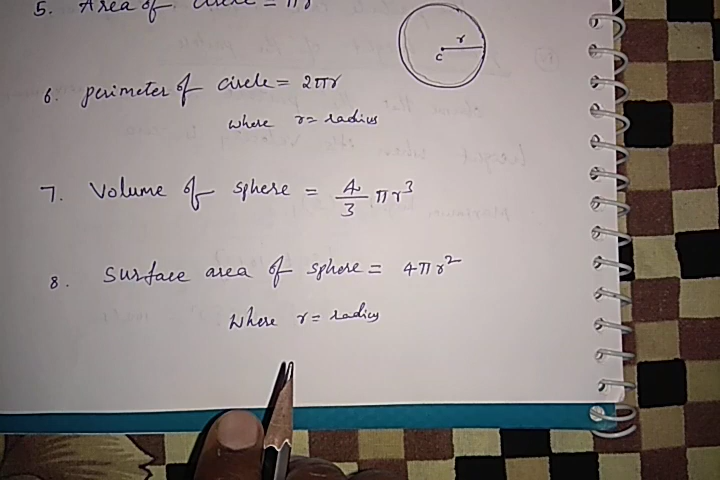 5. Area of circle = πr
6. perimeter of circle = 2πr
where r = radius
7. Volume of sphere = 4/3 πr³
8. Surface area of sphere = 4πr²
where r = radius
r
c